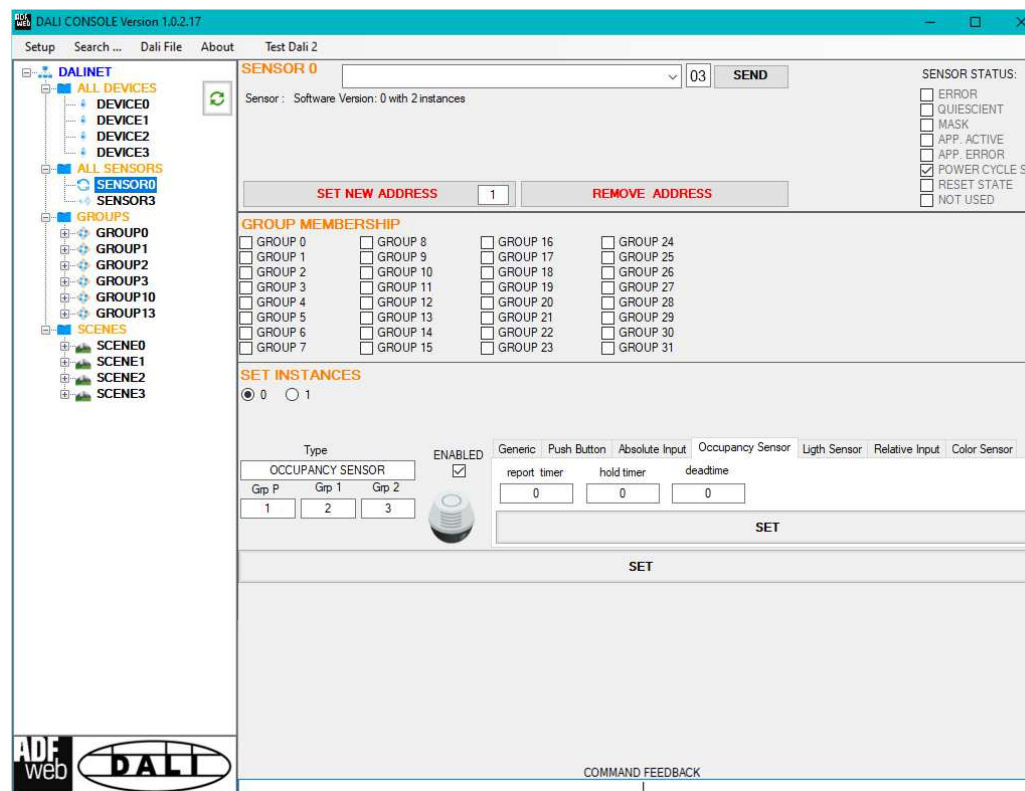 ADF web DALI CONSOLE Version 1.0.2.17
Setup Search ... Dali File About Test Dali 2
DALINET
ALL DEVICES
DEVICE0
DEVICE1
DEVICE2
DEVICE3
ALL SENSORS
SENSOR0
SENSOR3
GROUPS
GROUP0
GROUP1
GROUP2
GROUP3
GROUP10
GROUP13
SCENES
SCENE0
SCENE1
SCENE2
SCENE3
SENSOR 0 03 SEND
Sensor : Software Version: 0 with 2 instances
SET NEW ADDRESS 1 REMOVE ADDRESS
SENSOR STATUS:
ERROR
QUIESCIENT
MASK
APP. ACTIVE
APP. ERROR
POWER CYCLE S
RESET STATE
NOT USED
GROUP MEMBERSHIP
GROUP 0 GROUP 8 GROUP 16 GROUP 24
GROUP 1 GROUP 9 GROUP 17 GROUP 25
GROUP 2 GROUP 10 GROUP 18 GROUP 26
GROUP 3 GROUP 11 GROUP 19 GROUP 27
GROUP 4 GROUP 12 GROUP 20 GROUP 28
GROUP 5 GROUP 13 GROUP 21 GROUP 29
GROUP 6 GROUP 14 GROUP 22 GROUP 30
GROUP 7 GROUP 15 GROUP 23 GROUP 31
SET INSTANCES
0 1
Type ENABLED
OCCUPANCY SENSOR
Grp P Grp 1 Grp 2
1 2 3
Generic Push Button Absolute Input Occupancy Sensor Ligth Sensor Relative Input Color Sensor
report timer hold timer deadtime
0 0 0
SET
SET
COMMAND FEEDBACK
ADF
web
DALI